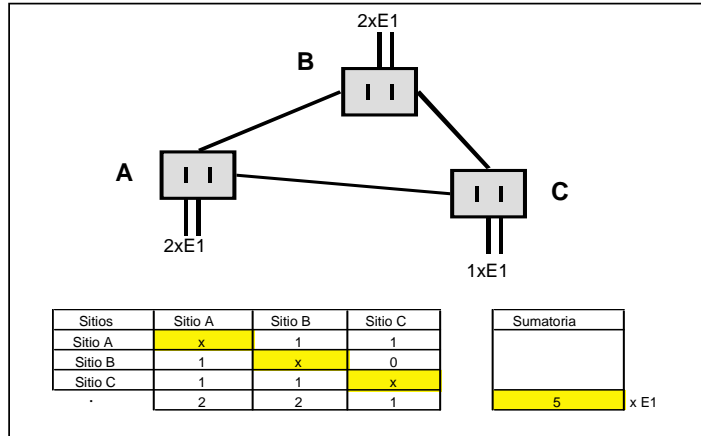 2xE1
B
A
C
2xE1
1xE1
Sitios Sitio A Sitio B Sitio C
Sitio A x 1 1
Sitio B 1 x 0
Sitio C 1 1 x
. 2 2 1
Sumatoria
5 x E1